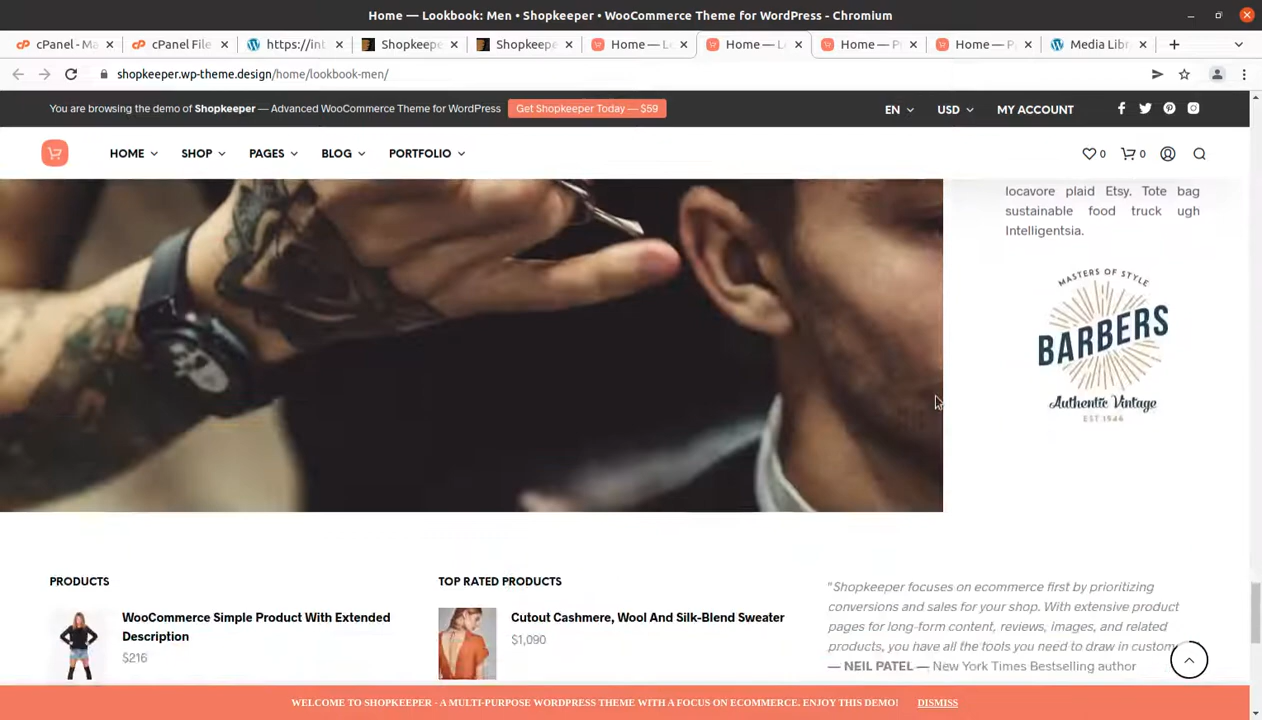 Home — Lookbook: Men • Shopkeeper • WooCommerce Theme for WordPress - Chromium
cPanel - Ma
cPanel File
https://int
Shopkeepe
Shopkeepe
Home — L
Home — L
Home — P
Home — P
Media Libr
shopkeeper.wp-theme.design/home/lookbook-men/
You are browsing the demo of Shopkeeper — Advanced WooCommerce Theme for WordPress
Get Shopkeeper Today — $59
EN
USD
MY ACCOUNT
HOME
SHOP
PAGES
BLOG
PORTFOLIO
0
0
locavore plaid Etsy. Tote bag
sustainable food truck ugh
Intelligentsia.
MASTERS OF STYLE
BARBERS
Authentic Vintage
EST 1946
PRODUCTS
WooCommerce Simple Product With Extended
Description
$216
TOP RATED PRODUCTS
Cutout Cashmere, Wool And Silk-Blend Sweater
$1,090
"Shopkeeper focuses on ecommerce first by prioritizing
conversions and sales for your shop. With extensive product
pages for long-form content, reviews, images, and related
products, you have all the tools you need to draw in custom
— NEIL PATEL — New York Times Bestselling author
WELCOME TO SHOPKEEPER - A MULTI-PURPOSE WORDPRESS THEME WITH A FOCUS ON ECOMMERCE. ENJOY THIS DEMO!
DISMISS